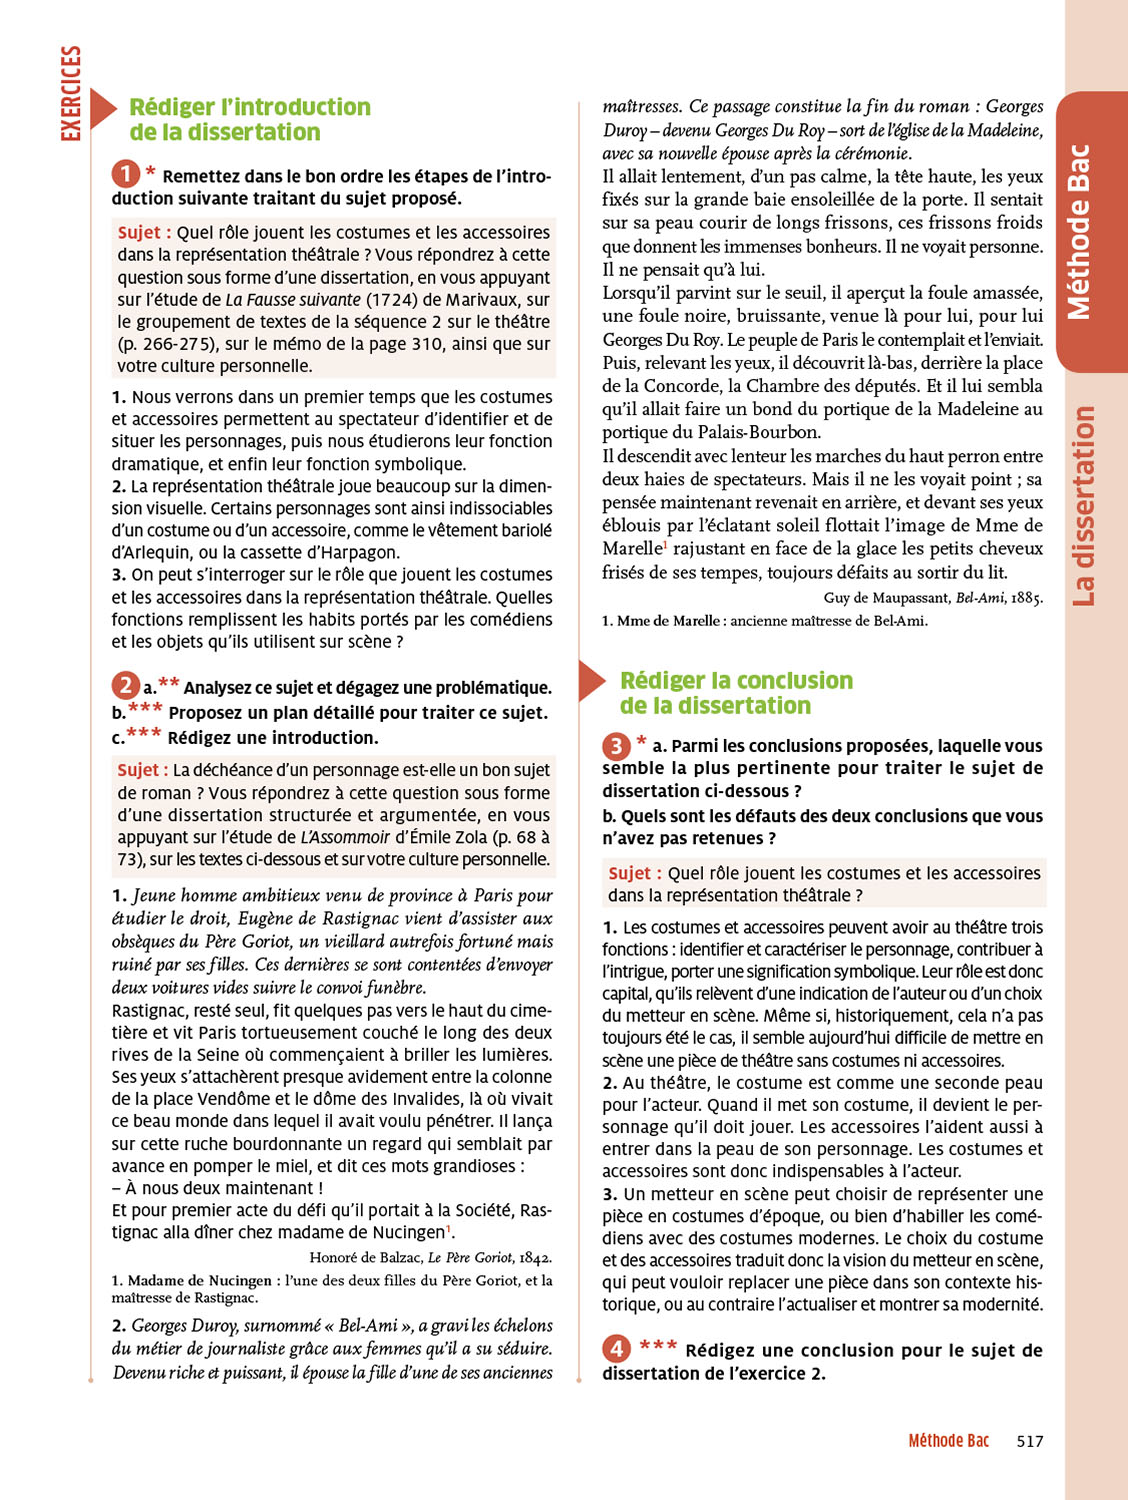 EXERCICES
Rédiger l'introduction
de la dissertation
1 * Remettez dans le bon ordre les étapes de l'intro-
duction suivante traitant du sujet proposé.
Sujet : Quel rôle jouent les costumes et les accessoires
dans la représentation théâtrale ? Vous répondrez à cette
question sous forme d'une dissertation, en vous appuyant
sur l'étude de La Fausse suivante (1724) de Marivaux, sur
le groupement de textes de la séquence 2 sur le théâtre
(p. 266-275), sur le mémo de la page 310, ainsi que sur
votre culture personnelle.
1. Nous verrons dans un premier temps que les costumes
et accessoires permettent au spectateur d'identifier et de
situer les personnages, puis nous étudierons leur fonction
dramatique, et enfin leur fonction symbolique.
2. La représentation théâtrale joue beaucoup sur la dimen-
sion visuelle. Certains personnages sont ainsi indissociables
d'un costume ou d'un accessoire, comme le vêtement bariolé
d'Arlequin, ou la cassette d'Harpagon.
3. On peut s'interroger sur le rôle que jouent les costumes
et les accessoires dans la représentation théâtrale. Quelles
fonctions remplissent les habits portés par les comédiens
et les objets qu'ils utilisent sur scène ?
2 a.** Analysez ce sujet et dégagez une problématique.
b.*** Proposez un plan détaillé pour traiter ce sujet.
c.*** Rédigez une introduction.
Sujet : La déchéance d'un personnage est-elle un bon sujet
de roman ? Vous répondrez à cette question sous forme
d'une dissertation structurée et argumentée, en vous
appuyant sur l'étude de L'Assommoir d'Émile Zola (p. 68 à
73), sur les textes ci-dessous et sur votre culture personnelle.
1. Jeune homme ambitieux venu de province à Paris pour
étudier le droit, Eugène de Rastignac vient d'assister aux
obsèques du Père Goriot, un vieillard autrefois fortuné mais
ruiné par ses filles. Ces dernières se sont contentées d'envoyer
deux voitures vides suivre le convoi funèbre.
Rastignac, resté seul, fit quelques pas vers le haut du cime-
tière et vit Paris tortueusement couché le long des deux
rives de la Seine où commençaient à briller les lumières.
Ses yeux s'attachèrent presque avidement entre la colonne
de la place Vendôme et le dôme des Invalides, là où vivait
ce beau monde dans lequel il avait voulu pénétrer. Il lança
sur cette ruche bourdonnante un regard qui semblait par
avance en pomper le miel, et dit ces mots grandioses :
– À nous deux maintenant !
Et pour premier acte du défi qu'il portait à la Société, Ras-
tignac alla dîner chez madame de Nucingen1.
Honoré de Balzac, Le Père Goriot, 1842.
1. Madame de Nucingen : l'une des deux filles du Père Goriot, et la
maîtresse de Rastignac.
2. Georges Duroy, surnommé « Bel-Ami », a gravi les échelons
du métier de journaliste grâce aux femmes qu'il a su séduire.
Devenu riche et puissant, il épouse la fille d'une de ses anciennes
maîtresses. Ce passage constitue la fin du roman : Georges
Duroy – devenu Georges Du Roy – sort de l'église de la Madeleine,
avec sa nouvelle épouse après la cérémonie.
Il allait lentement, d'un pas calme, la tête haute, les yeux
fixés sur la grande baie ensoleillée de la porte. Il sentait
sur sa peau courir de longs frissons, ces frissons froids
que donnent les immenses bonheurs. Il ne voyait personne.
Il ne pensait qu'à lui.
Lorsqu'il parvint sur le seuil, il aperçut la foule amassée,
une foule noire, bruissante, venue là pour lui, pour lui
Georges Du Roy. Le peuple de Paris le contemplait et l'enviait.
Puis, relevant les yeux, il découvrit là-bas, derrière la place
de la Concorde, la Chambre des députés. Et il lui sembla
qu'il allait faire un bond du portique de la Madeleine au
portique du Palais-Bourbon.
Il descendit avec lenteur les marches du haut perron entre
deux haies de spectateurs. Mais il ne les voyait point ; sa
pensée maintenant revenait en arrière, et devant ses yeux
éblouis par l'éclatant soleil flottait l'image de Mme de
Marelle1 rajustant en face de la glace les petits cheveux
frisés de ses tempes, toujours défaits au sortir du lit.
Guy de Maupassant, Bel-Ami, 1885.
1. Mme de Marelle : ancienne maîtresse de Bel-Ami.
Rédiger la conclusion
de la dissertation
3 * a. Parmi les conclusions proposées, laquelle vous
semble la plus pertinente pour traiter le sujet de
dissertation ci-dessous ?
b. Quels sont les défauts des deux conclusions que vous
n'avez pas retenues ?
Sujet : Quel rôle jouent les costumes et les accessoires
dans la représentation théâtrale ?
1. Les costumes et accessoires peuvent avoir au théâtre trois
fonctions : identifier et caractériser le personnage, contribuer à
l'intrigue, porter une signification symbolique. Leur rôle est donc
capital, qu'ils relèvent d'une indication de l'auteur ou d'un choix
du metteur en scène. Même si, historiquement, cela n'a pas
toujours été le cas, il semble aujourd'hui difficile de mettre en
scène une pièce de théâtre sans costumes ni accessoires.
2. Au théâtre, le costume est comme une seconde peau
pour l'acteur. Quand il met son costume, il devient le per-
sonnage qu'il doit jouer. Les accessoires l'aident aussi à
entrer dans la peau de son personnage. Les costumes et
accessoires sont donc indispensables à l'acteur.
3. Un metteur en scène peut choisir de représenter une
pièce en costumes d'époque, ou bien d'habiller les comé-
diens avec des costumes modernes. Le choix du costume
et des accessoires traduit donc la vision du metteur en scène,
qui peut vouloir replacer une pièce dans son contexte his-
torique, ou au contraire l'actualiser et montrer sa modernité.
4 *** Rédigez une conclusion pour le sujet de
dissertation de l'exercice 2.
Méthode Bac
La dissertation
Méthode Bac 517